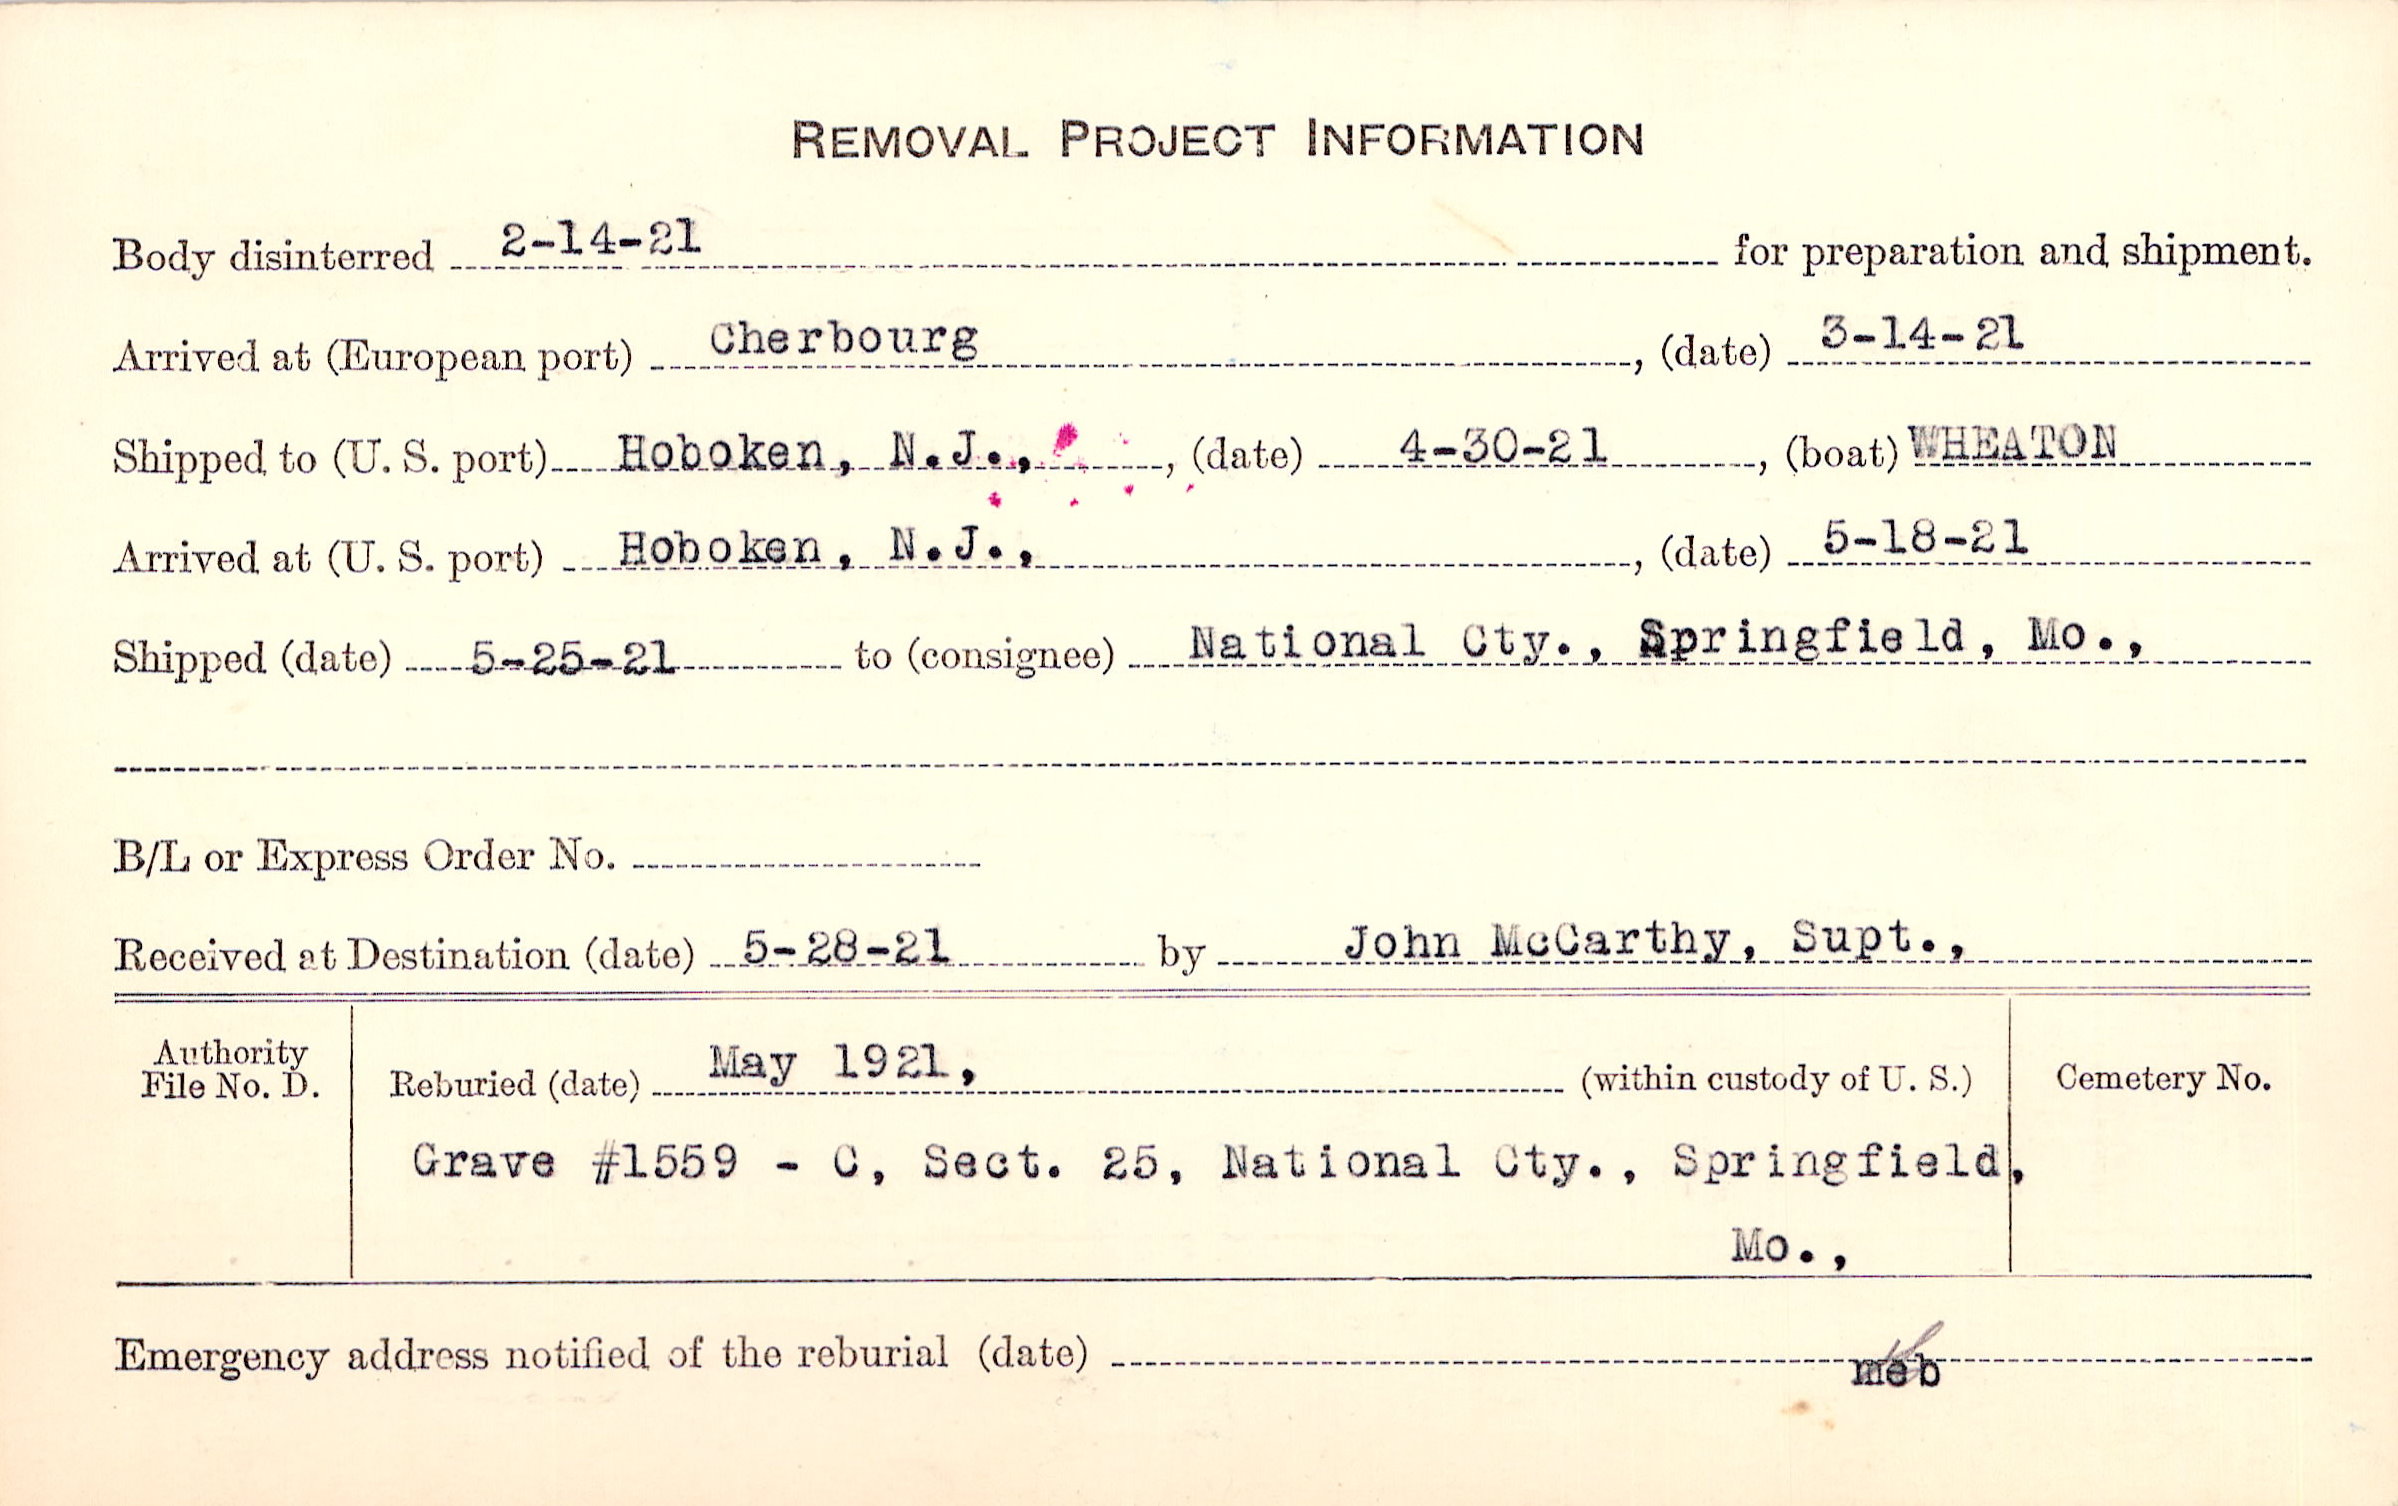 REMOVAL PROJECT INFORMATION
Body disinterred 2-14-21 for preparation and shipment.
Arrived at (European port) Cherbourg, (date) 3-14-21
Shipped to (U. S. port) Hoboken, N.J.,, (date) 4-30-21, (boat) WHEATON
Arrived at (U. S. port) Hoboken, N.J.,, (date) 5-18-21
Shipped (date) 5-25-21 to (consignee) National Cty., Springfield, Mo.,
B/L or Express Order No.
Received at Destination (date) 5-28-21 by John McCarthy, Supt.,
Authority
File No. D.
Reburied (date) May 1921, (within custody of U. S.)
Cemetery No.
Grave #1559 - C, Sect. 25, National Cty., Springfield,
Mo.,
Emergency address notified of the reburial (date)
meb